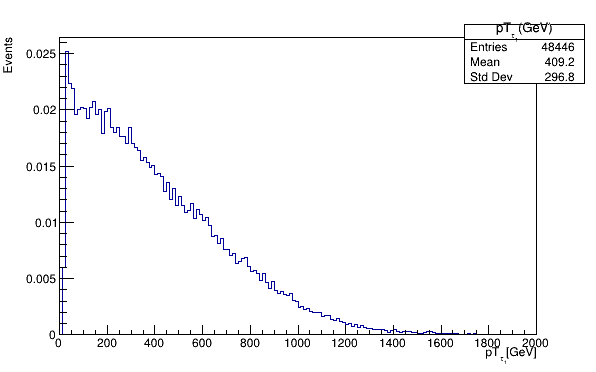 pT_τ₁(GeV)
Entries 48446
Mean 409.2
Std Dev 296.8
Events
0.025
0.02
0.015
0.01
0.005
0
0 200 400 600 800 1000 1200 1400 1600 1800 2000
pT_τ₁[GeV]